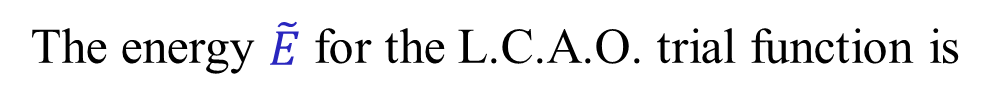 The energy Ẽ for the L.C.A.O. trial function is